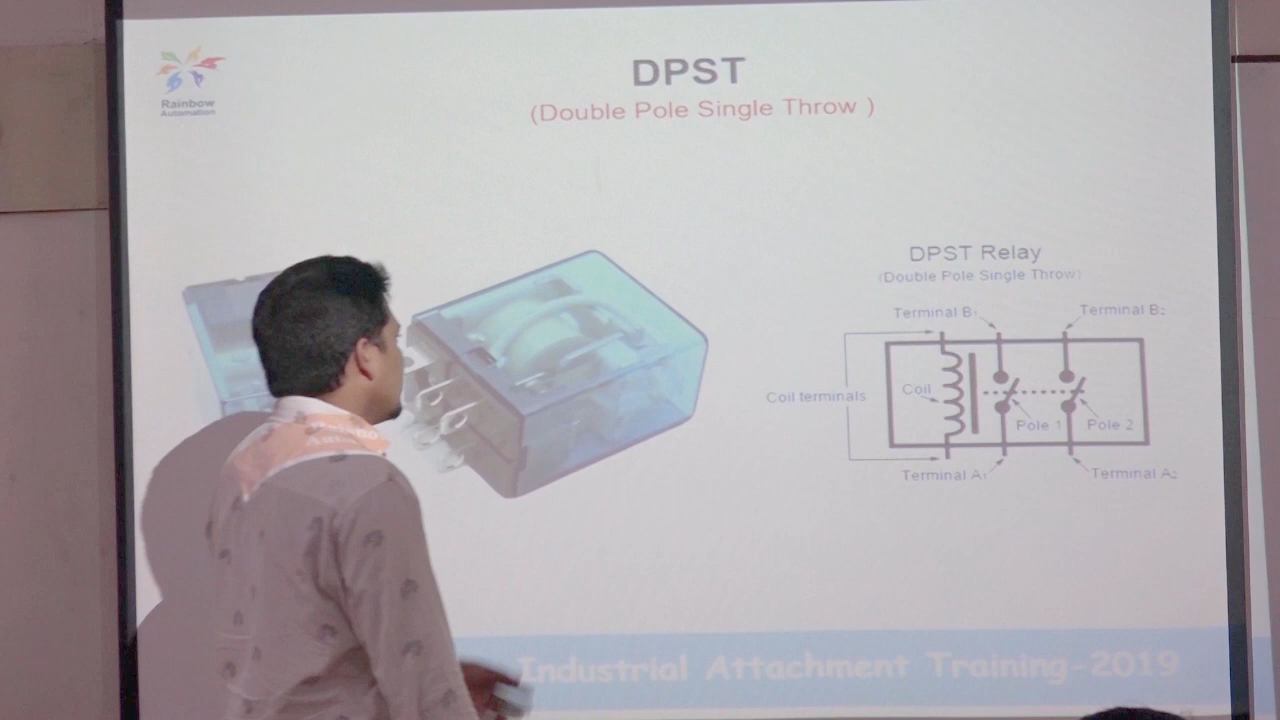 Rainbow
Automation
DPST
(Double Pole Single Throw )
DPST Relay
(Double Pole Single Throw)
Terminal B1
Terminal B2
Coil terminals
Coil
Pole 1
Pole 2
Terminal A1
Terminal A2
Industrial Attachment Training-2019